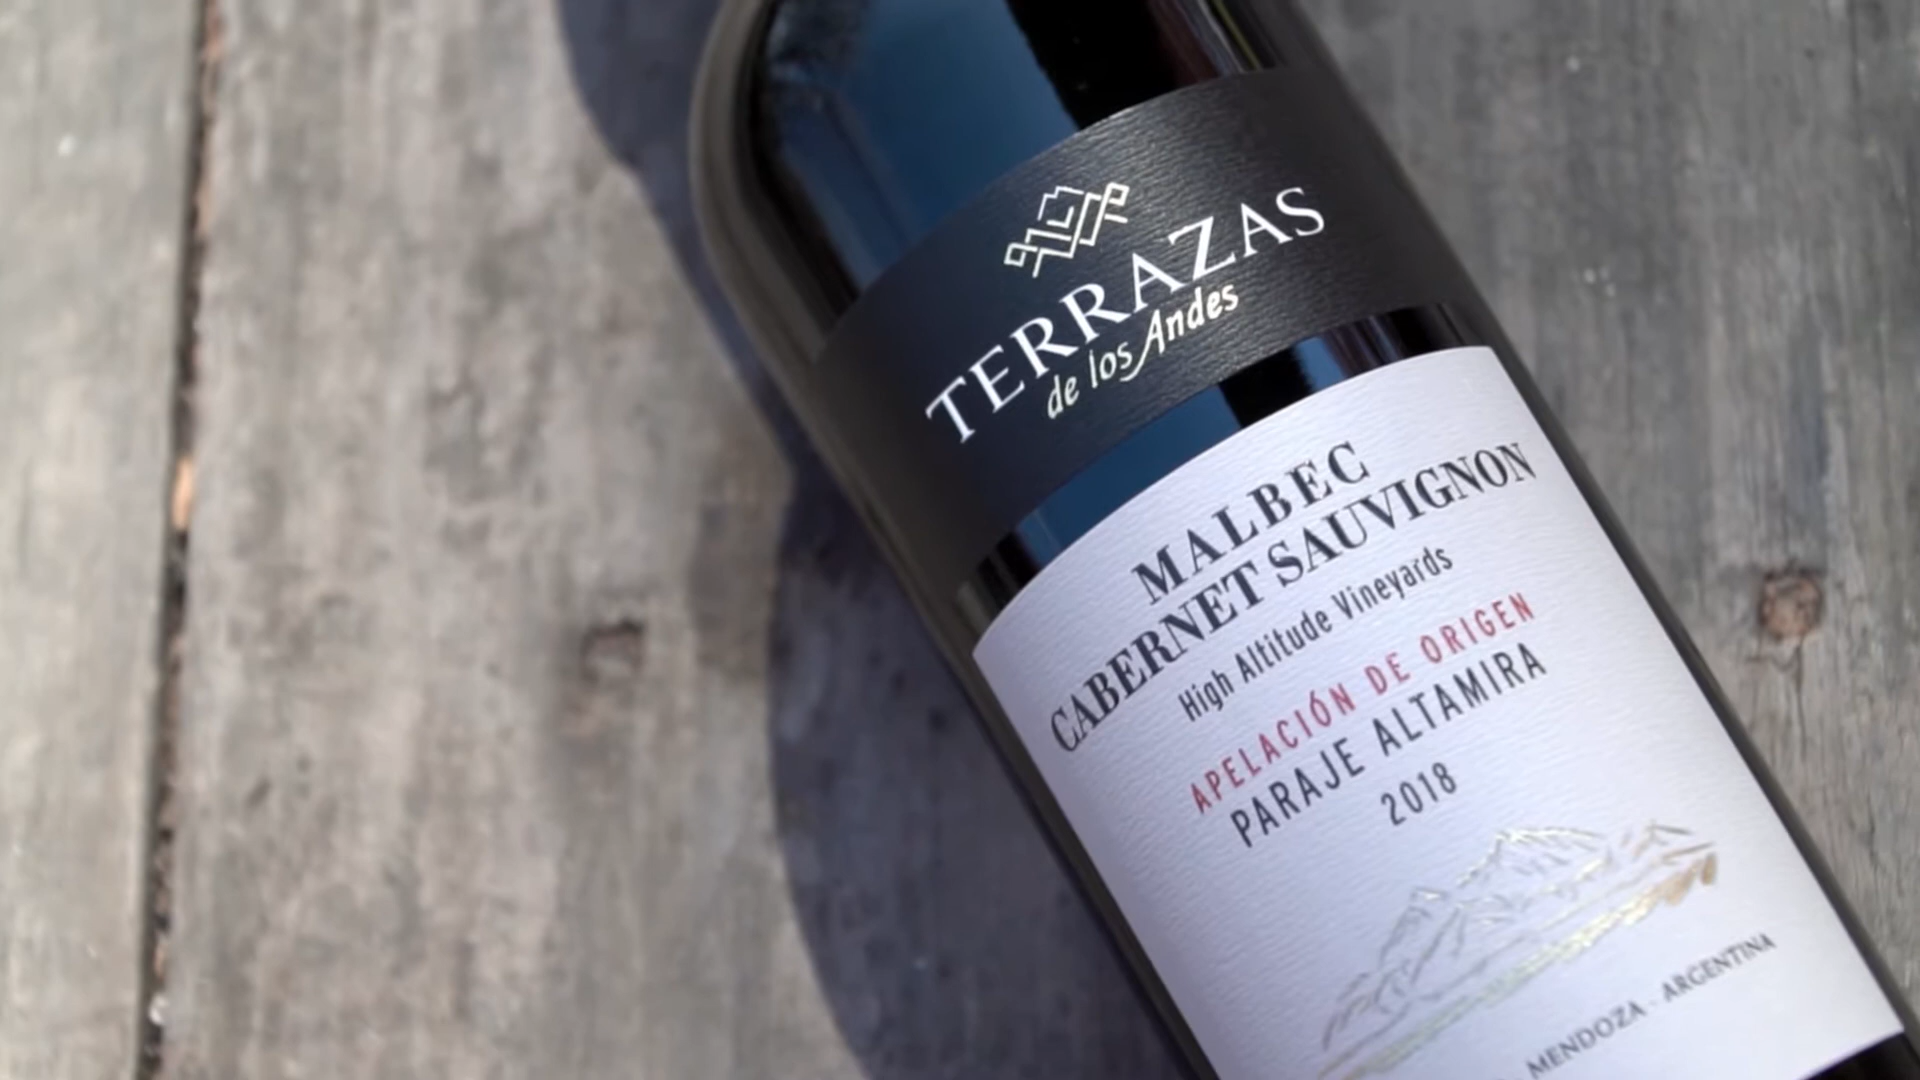 TERRAZAS
de los Andes
MALBEC
CABERNET SAUVIGNON
High Altitude Vineyards
APELACIÓN DE ORIGEN
PARAJE ALTAMIRA
2018
MENDOZA - ARGENTINA